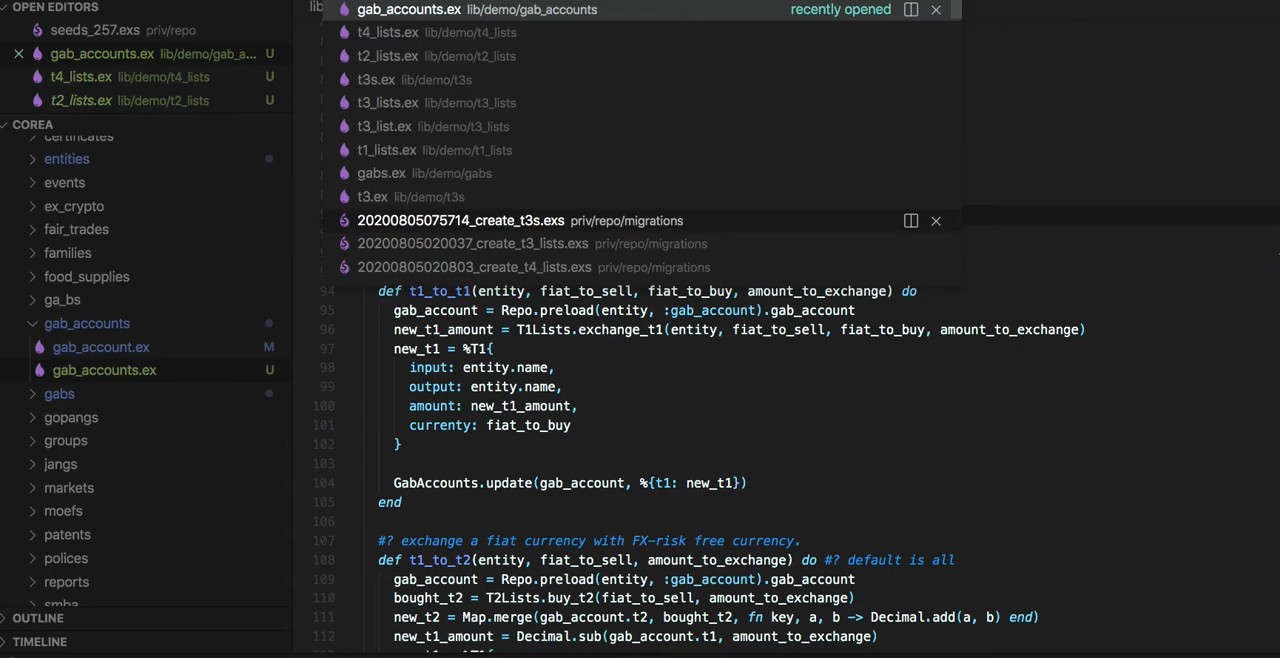 OPEN EDITORS
seeds_257.exs priv/repo
gab_accounts.ex lib/demo/gab_a... U
t4_lists.ex lib/demo/t4_lists U
t2_lists.ex lib/demo/t2_lists U
COREA
certificates
entities
events
ex_crypto
fair_trades
families
food_supplies
ga_bs
gab_accounts
gab_account.ex M
gab_accounts.ex U
gabs
gopangs
groups
jangs
markets
moefs
patents
polices
reports
smba
OUTLINE
TIMELINE
lib
gab_accounts.ex lib/demo/gab_accounts recently opened
t4_lists.ex lib/demo/t4_lists
t2_lists.ex lib/demo/t2_lists
t3s.ex lib/demo/t3s
t3_lists.ex lib/demo/t3_lists
t3_list.ex lib/demo/t3_lists
t1_lists.ex lib/demo/t1_lists
gabs.ex lib/demo/gabs
t3.ex lib/demo/t3s
20200805075714_create_t3s.exs priv/repo/migrations
20200805020037_create_t3_lists.exs priv/repo/migrations
20200805020803_create_t4_lists.exs priv/repo/migrations
94 def t1_to_t1(entity, fiat_to_sell, fiat_to_buy, amount_to_exchange) do
95 gab_account = Repo.preload(entity, :gab_account).gab_account
96 new_t1_amount = T1Lists.exchange_t1(entity, fiat_to_sell, fiat_to_buy, amount_to_exchange)
97 new_t1 = %T1{
98 input: entity.name,
99 output: entity.name,
100 amount: new_t1_amount,
101 currenty: fiat_to_buy
102 }
103
104 GabAccounts.update(gab_account, %{t1: new_t1})
105 end
106
107 #? exchange a fiat currency with FX-risk free currency.
108 def t1_to_t2(entity, fiat_to_sell, amount_to_exchange) do #? default is all
109 gab_account = Repo.preload(entity, :gab_account).gab_account
110 bought_t2 = T2Lists.buy_t2(fiat_to_sell, amount_to_exchange)
111 new_t2 = Map.merge(gab_account.t2, bought_t2, fn key, a, b -> Decimal.add(a, b) end)
112 new_t1_amount = Decimal.sub(gab_account.t1, amount_to_exchange)